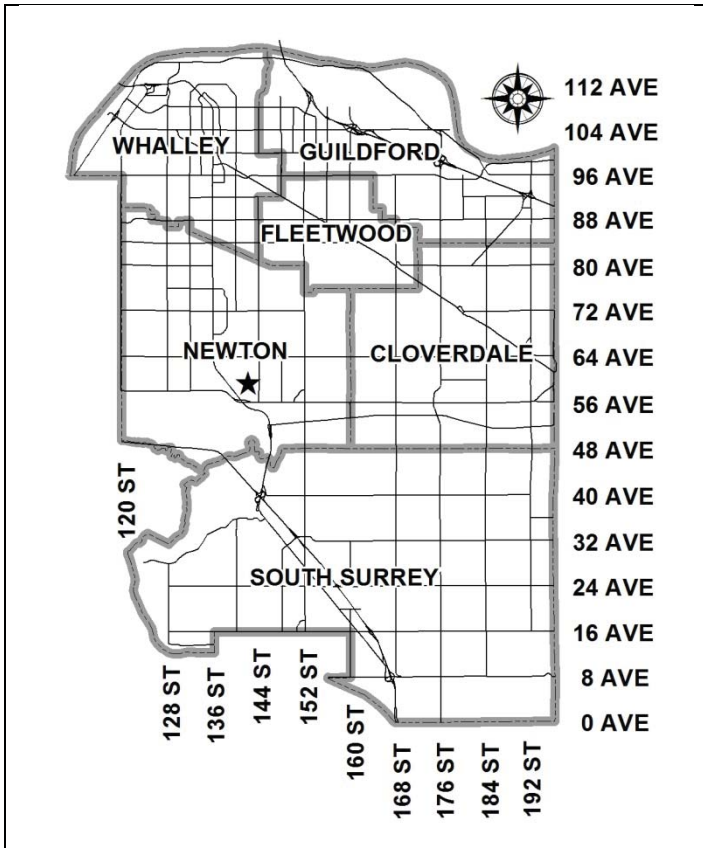 112 AVE
104 AVE
WHALLEY
GUILDFORD
96 AVE
88 AVE
FLEETWOOD
80 AVE
72 AVE
NEWTON
CLOVERDALE
64 AVE
56 AVE
48 AVE
120 ST
40 AVE
32 AVE
SOUTH SURREY
24 AVE
16 AVE
8 AVE
0 AVE
128 ST
136 ST
144 ST
152 ST
160 ST
168 ST
176 ST
184 ST
192 ST